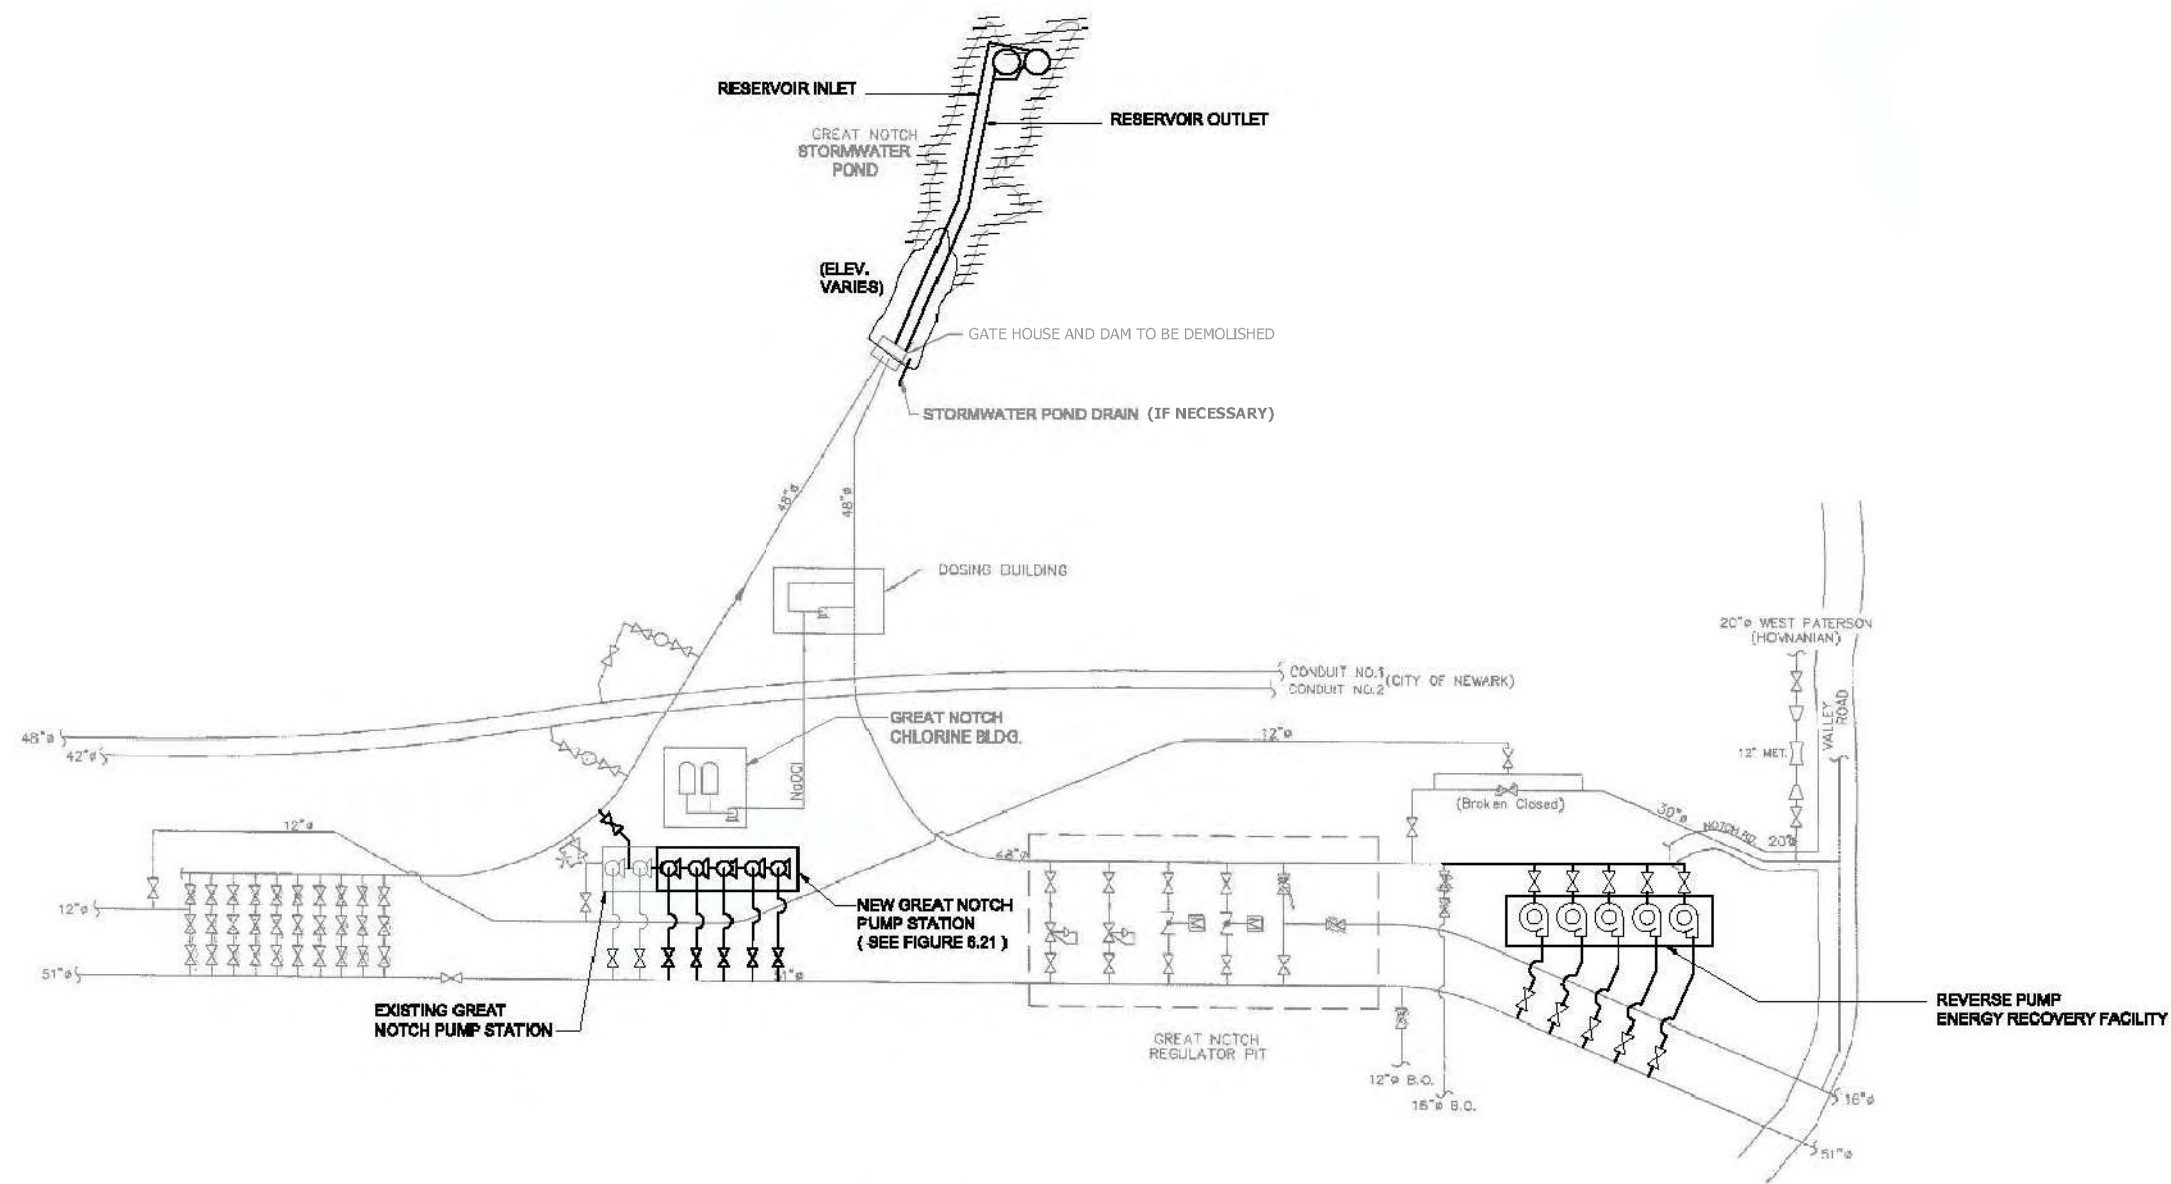 RESERVOIR INLET
RESERVOIR OUTLET
GREAT NOTCH
STORMWATER
POND
(ELEV.
VARIES)
GATE HOUSE AND DAM TO BE DEMOLISHED
STORMWATER POND DRAIN (IF NECESSARY)
48"ø
48"ø
DOSING BUILDING
20"ø WEST PATERSON
(HOVNANIAN)
CONDUIT NO.1
CONDUIT NO.2
(CITY OF NEWARK)
VALLEY
ROAD
GREAT NOTCH
CHLORINE BLDG.
48"ø
42"ø
12"ø
12" MET.
NaOCl
(Broken Closed)
30"ø
NOTCH RD.
20"ø
12"ø
48"ø
12"ø
NEW GREAT NOTCH
PUMP STATION
( SEE FIGURE 6.21 )
51"ø
51"ø
EXISTING GREAT
NOTCH PUMP STATION
REVERSE PUMP
ENERGY RECOVERY FACILITY
GREAT NOTCH
REGULATOR PIT
12"ø B.O.
16"ø B.O.
16"ø
51"ø
M
M